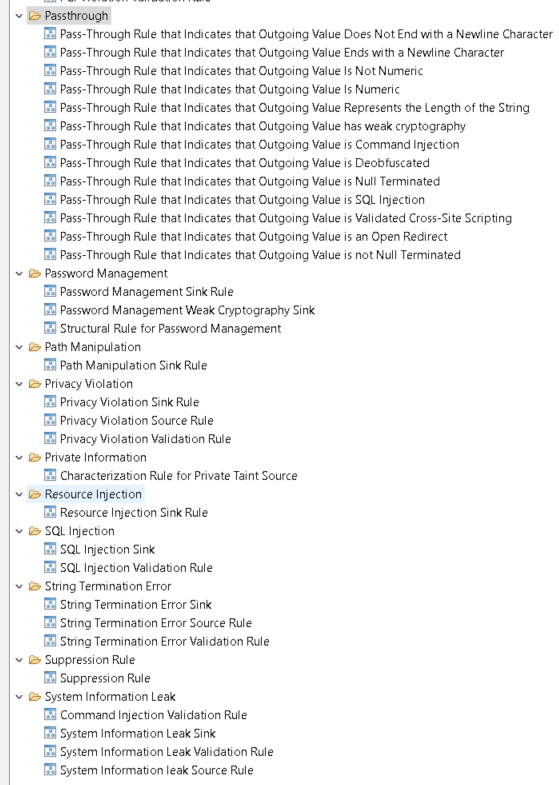 Passthrough
Pass-Through Rule that Indicates that Outgoing Value Does Not End with a Newline Character
Pass-Through Rule that Indicates that Outgoing Value Ends with a Newline Character
Pass-Through Rule that Indicates that Outgoing Value Is Not Numeric
Pass-Through Rule that Indicates that Outgoing Value Is Numeric
Pass-Through Rule that Indicates that Outgoing Value Represents the Length of the String
Pass-Through Rule that Indicates that Outgoing Value has weak cryptography
Pass-Through Rule that Indicates that Outgoing Value is Command Injection
Pass-Through Rule that Indicates that Outgoing Value is Deobfuscated
Pass-Through Rule that Indicates that Outgoing Value is Null Terminated
Pass-Through Rule that Indicates that Outgoing Value is SQL Injection
Pass-Through Rule that Indicates that Outgoing Value is Validated Cross-Site Scripting
Pass-Through Rule that Indicates that Outgoing Value is an Open Redirect
Pass-Through Rule that Indicates that Outgoing Value is not Null Terminated
Password Management
Password Management Sink Rule
Password Management Weak Cryptography Sink
Structural Rule for Password Management
Path Manipulation
Path Manipulation Sink Rule
Privacy Violation
Privacy Violation Sink Rule
Privacy Violation Source Rule
Privacy Violation Validation Rule
Private Information
Characterization Rule for Private Taint Source
Resource Injection
Resource Injection Sink Rule
SQL Injection
SQL Injection Sink
SQL Injection Validation Rule
String Termination Error
String Termination Error Sink
String Termination Error Source Rule
String Termination Error Validation Rule
Suppression Rule
Suppression Rule
System Information Leak
Command Injection Validation Rule
System Information Leak Sink
System Information Leak Validation Rule
System Information leak Source Rule